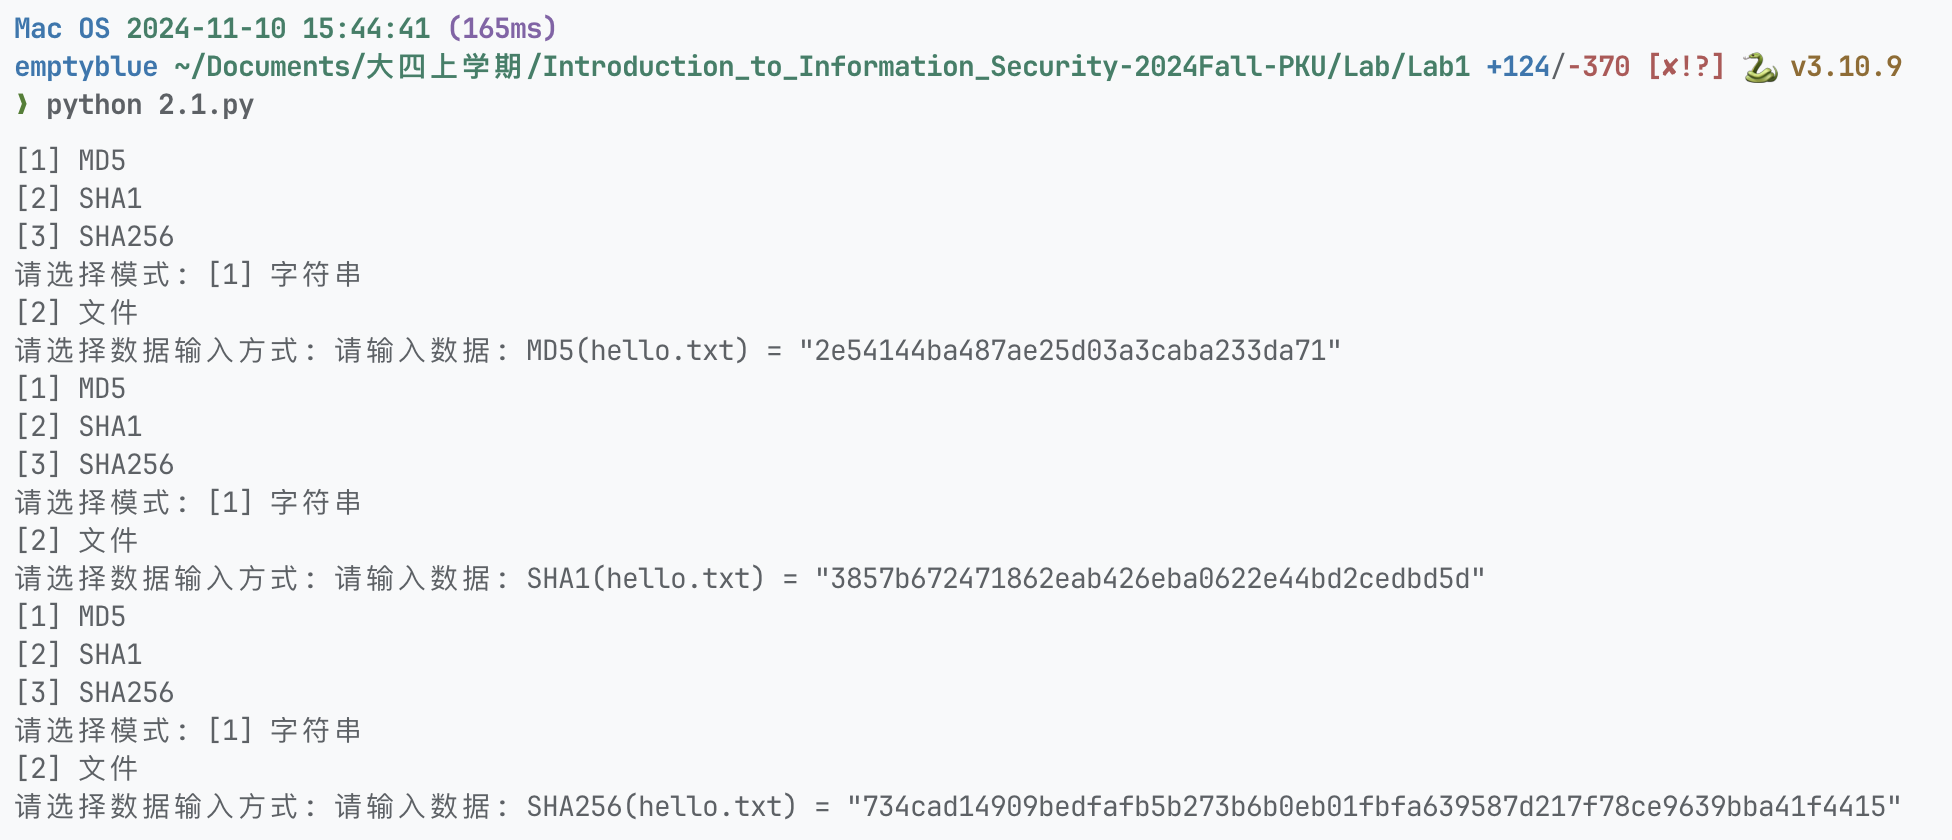 Mac OS 2024-11-10 15:44:41 (165ms)
emptyblue ~/Documents/大四上学期/Introduction_to_Information_Security-2024Fall-PKU/Lab/Lab1 +124/-370 [✘!?] 🐍 v3.10.9
❯ python 2.1.py
[1] MD5
[2] SHA1
[3] SHA256
请选择模式: [1] 字符串
[2] 文件
请选择数据输入方式: 请输入数据: MD5(hello.txt) = "2e54144ba487ae25d03a3caba233da71"
[1] MD5
[2] SHA1
[3] SHA256
请选择模式: [1] 字符串
[2] 文件
请选择数据输入方式: 请输入数据: SHA1(hello.txt) = "3857b672471862eab426eba0622e44bd2cedbd5d"
[1] MD5
[2] SHA1
[3] SHA256
请选择模式: [1] 字符串
[2] 文件
请选择数据输入方式: 请输入数据: SHA256(hello.txt) = "734cad14909bedfafb5b273b6b0eb01fbfa639587d217f78ce9639bba41f4415"